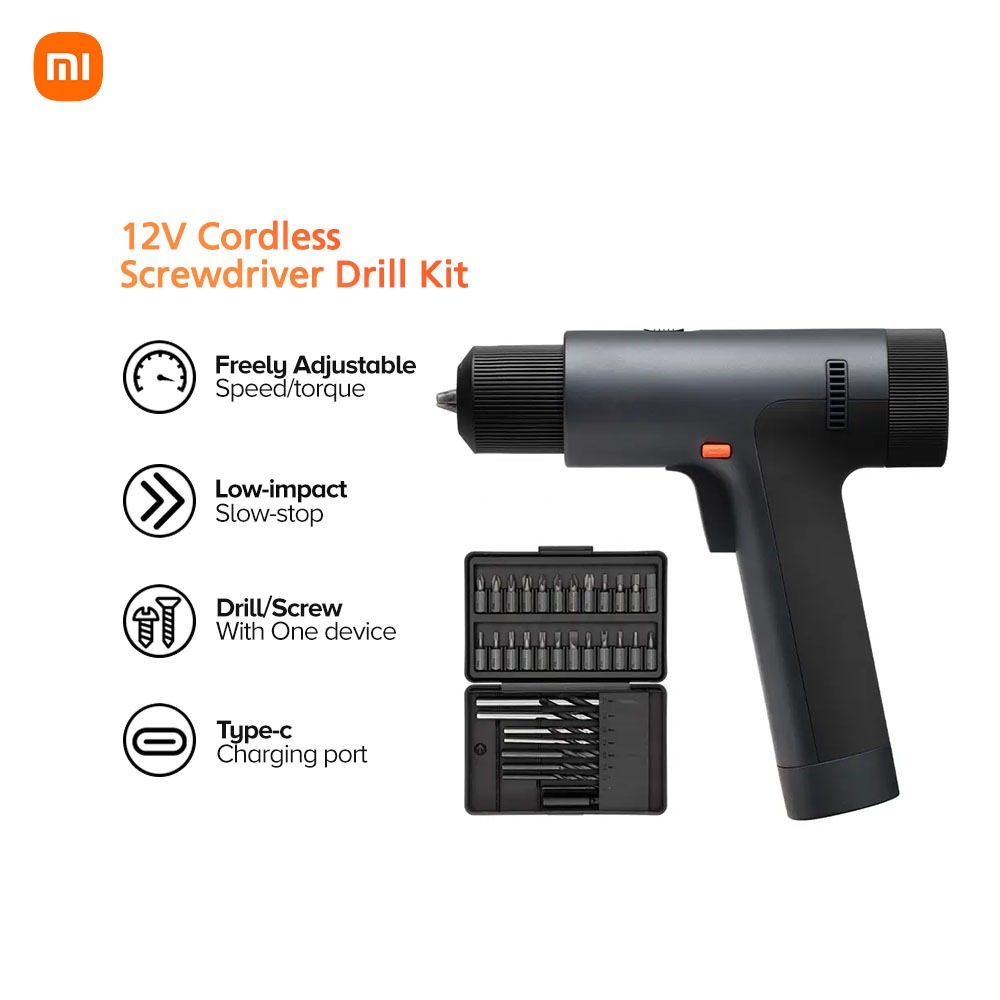 mi
12V Cordless
Screwdriver Drill Kit
Freely Adjustable
Speed/torque
Low-impact
Slow-stop
Drill/Screw
With One device
Type-c
Charging port